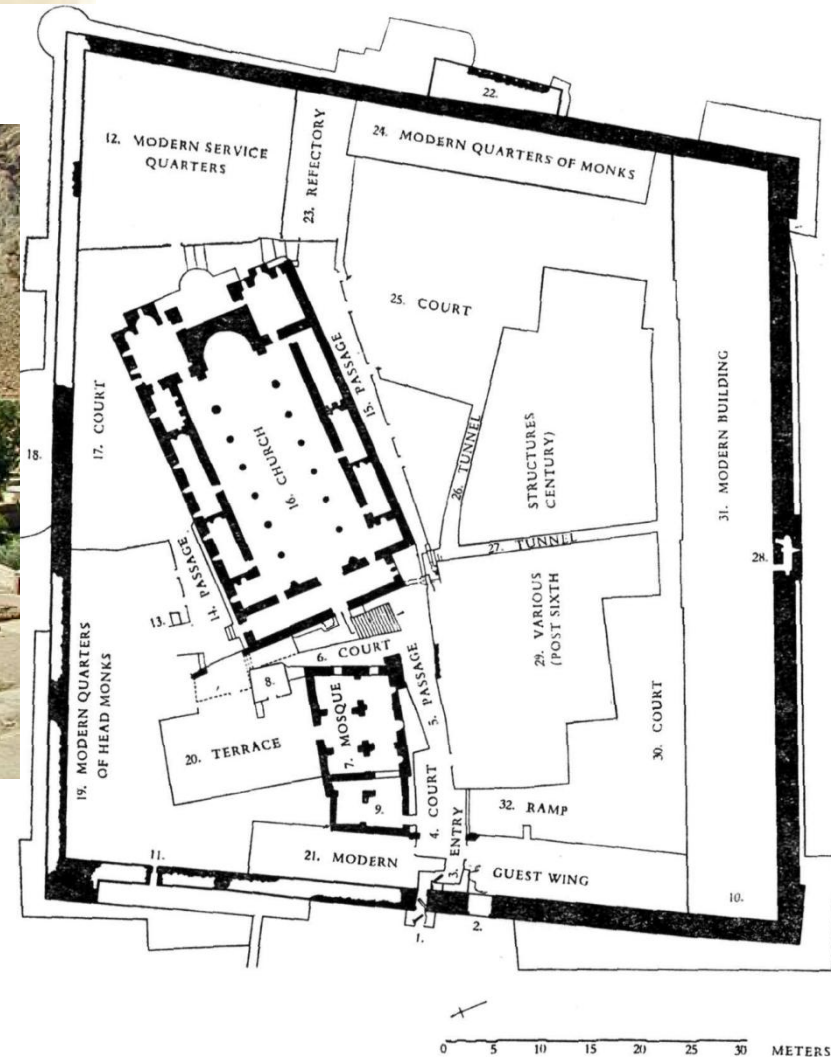 22.
12. MODERN SERVICE
QUARTERS
23. REFECTORY
24. MODERN QUARTERS OF MONKS
25. COURT
15. PASSAGE
17. COURT
18.
16. CHURCH
26. TUNNEL
STRUCTURES
CENTURY)
31. MODERN BUILDING
27. TUNNEL
28.
14. PASSAGE
13.
29. VARIOUS
(POST SIXTH
6. COURT
5. PASSAGE
8.
7. MOSQUE
19. MODERN QUARTERS
OF HEAD MONKS
20. TERRACE
30. COURT
9.
4. COURT
32. RAMP
3. ENTRY
21. MODERN
GUEST WING
11.
10.
1.
2.
0 5 10 15 20 25 30 METERS